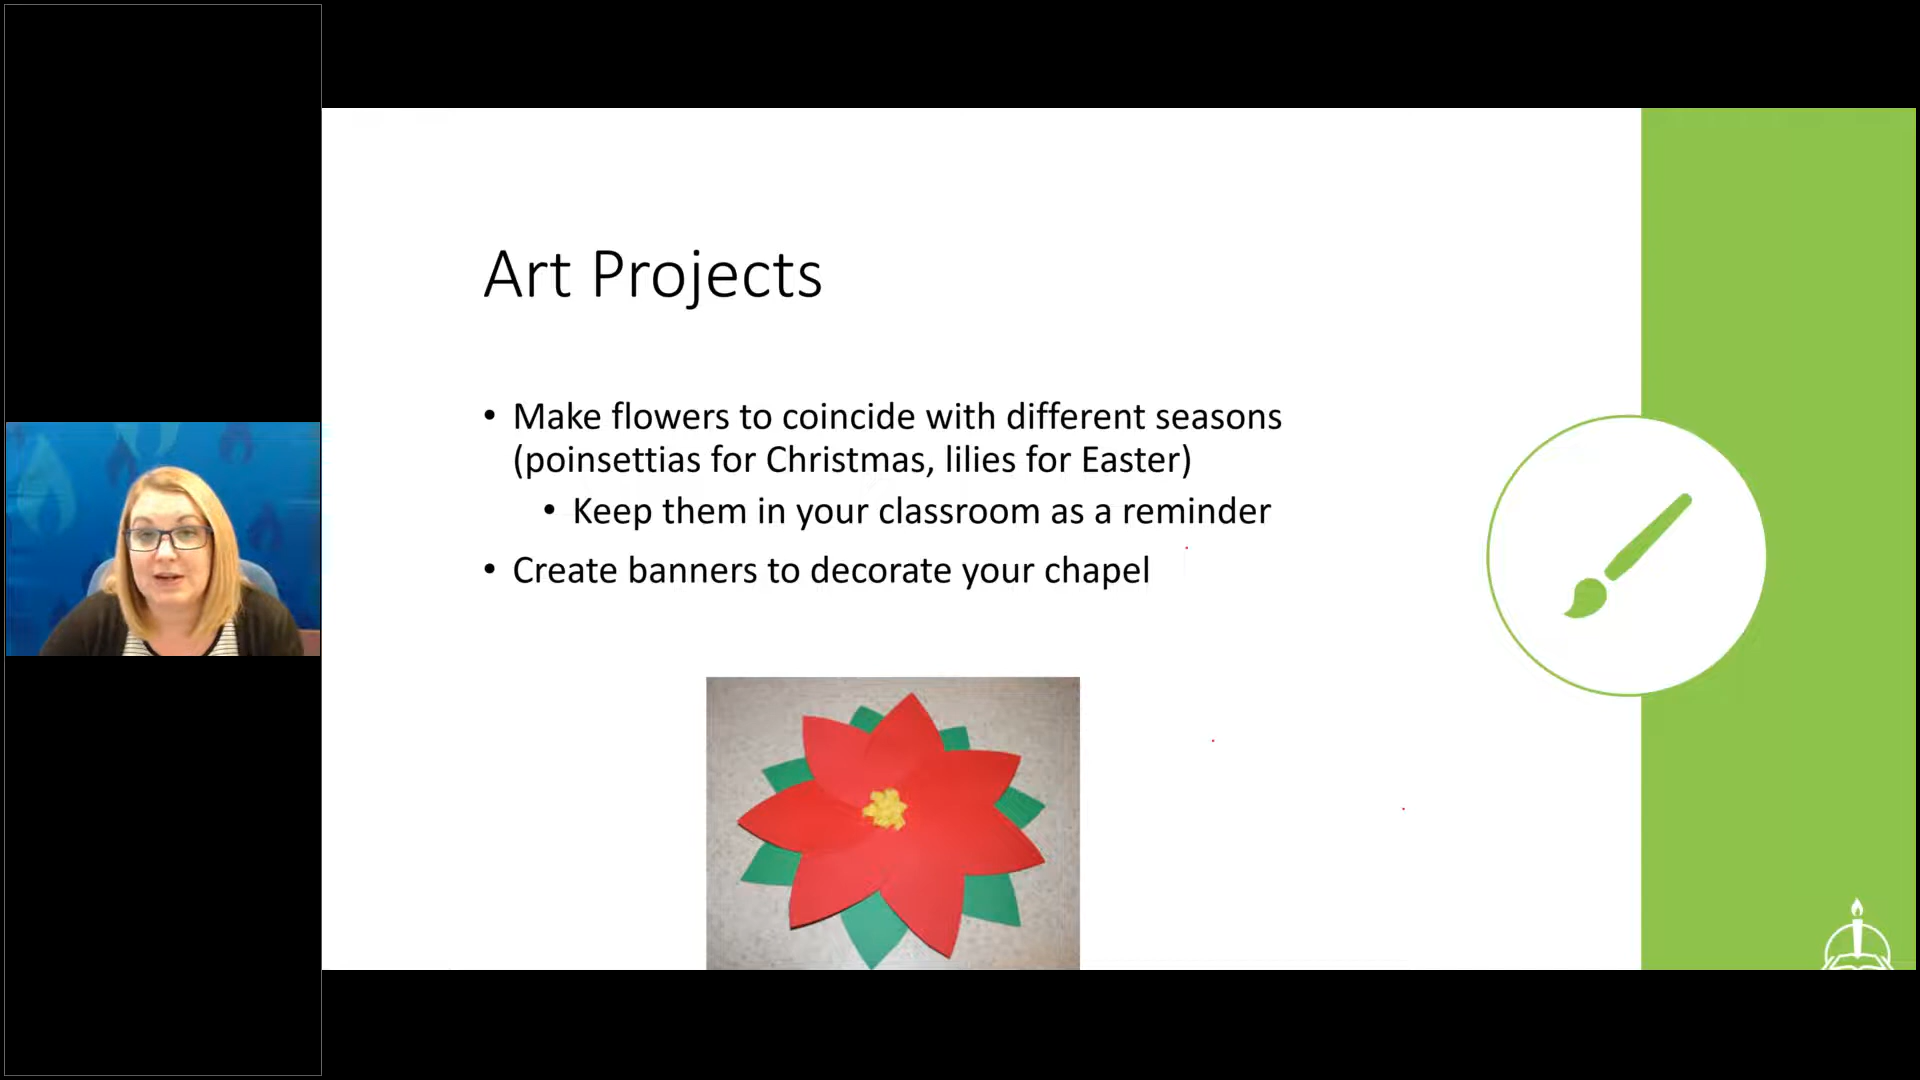 Art Projects
• Make flowers to coincide with different seasons
(poinsettias for Christmas, lilies for Easter)
• Keep them in your classroom as a reminder
• Create banners to decorate your chapel